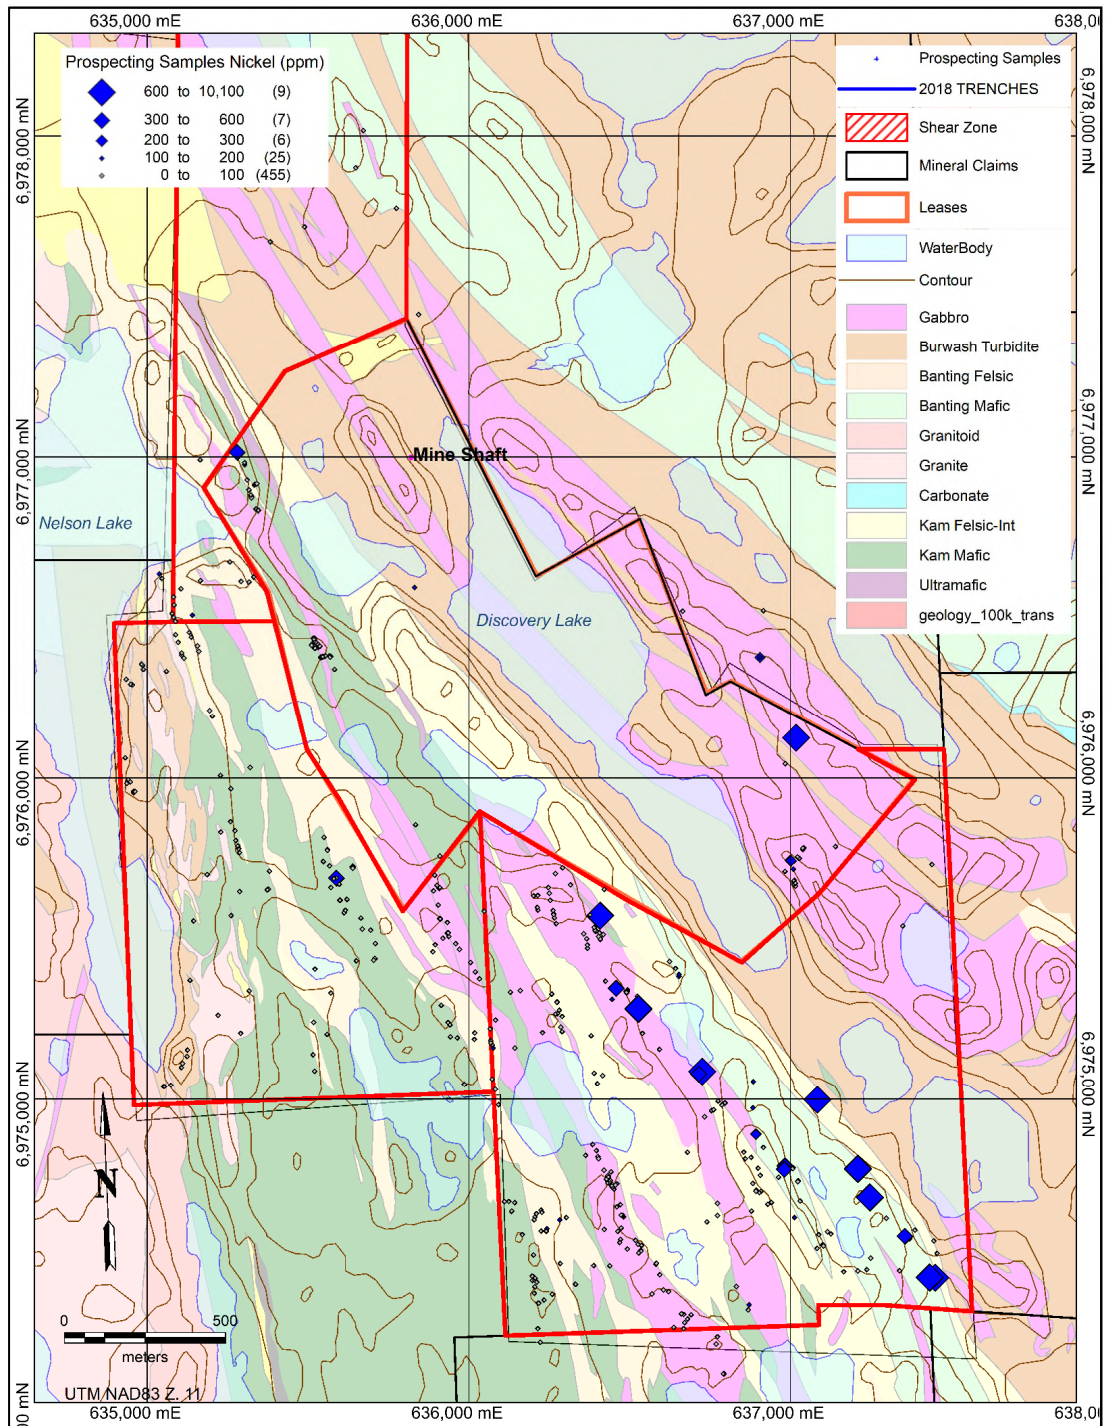 635,000 mE
636,000 mE
637,000 mE
638,0
Prospecting Samples Nickel (ppm)
600 to 10,100 (9)
300 to 600 (7)
200 to 300 (6)
100 to 200 (25)
0 to 100 (455)
Prospecting Samples
2018 TRENCHES
Shear Zone
Mineral Claims
Leases
WaterBody
Contour
Gabbro
Burwash Turbidite
Banting Felsic
Banting Mafic
Granitoid
Granite
Carbonate
Kam Felsic-Int
Kam Mafic
Ultramafic
geology_100k_trans
6,978,000 mN
6,978,000 mN
6,977,000 mN
6,977,000 mN
Mine Shaft
Nelson Lake
Discovery Lake
6,976,000 mN
6,976,000 mN
6,975,000 mN
6,975,000 mN
N
0
500
meters
UTM NAD83 Z. 11
00 mN
635,000 mE
636,000 mE
637,000 mE
638,0